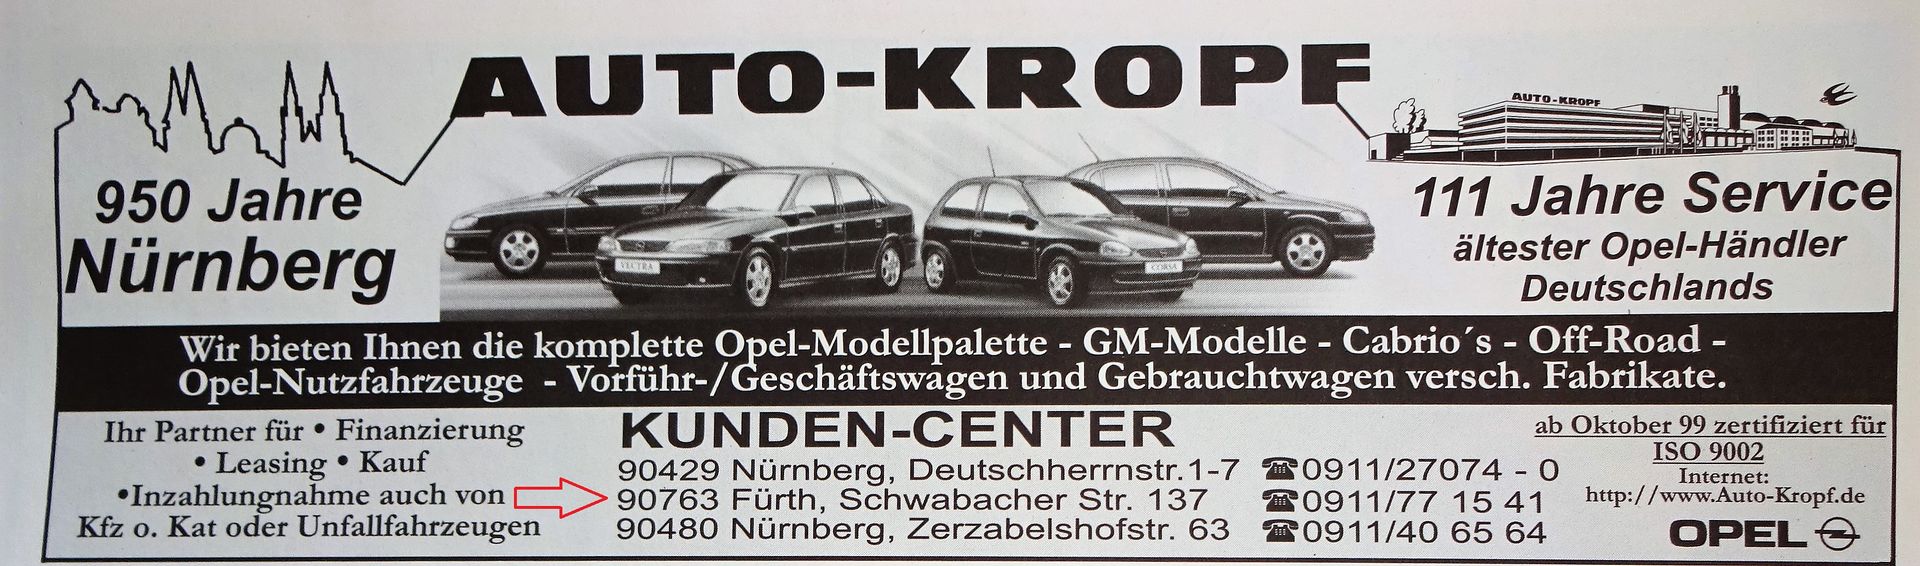 AUTO-KROPF
950 Jahre
Nürnberg
AUTO-KROPF
111 Jahre Service
ältester Opel-Händler
Deutschlands
VECTRA
CORSA
Wir bieten Ihnen die komplette Opel-Modellpalette - GM-Modelle - Cabrio´s - Off-Road -
Opel-Nutzfahrzeuge - Vorführ-/Geschäftswagen und Gebrauchtwagen versch. Fabrikate.
Ihr Partner für • Finanzierung
• Leasing • Kauf
•Inzahlungnahme auch von
Kfz o. Kat oder Unfallfahrzeugen
KUNDEN-CENTER
90429 Nürnberg, Deutschherrnstr.1-7 ☎0911/27074 - 0
90763 Fürth, Schwabacher Str. 137 ☎0911/77 15 41
90480 Nürnberg, Zerzabelshofstr. 63 ☎0911/40 65 64
ab Oktober 99 zertifiziert für
ISO 9002
Internet:
http://www.Auto-Kropf.de
OPEL